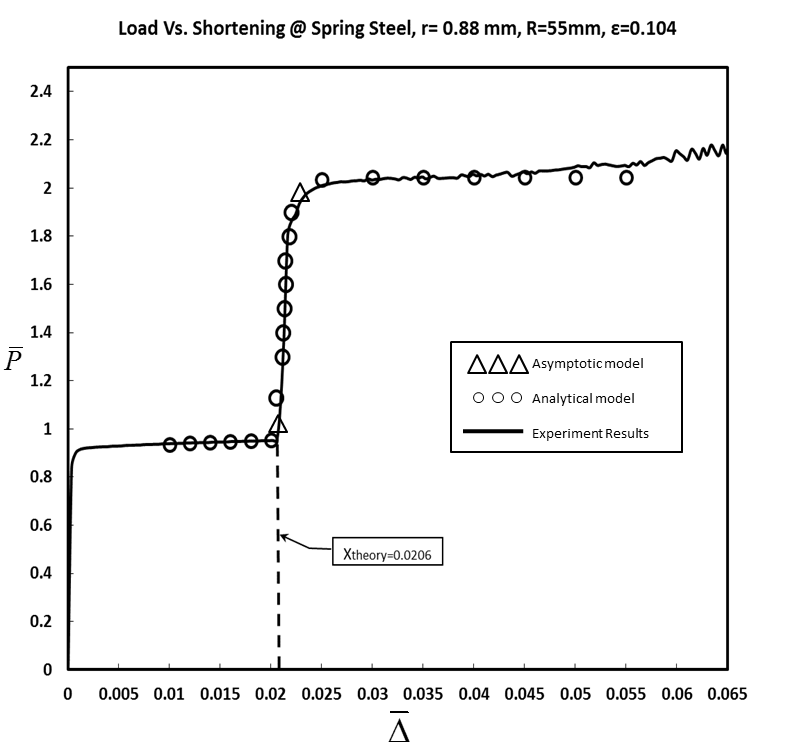 Load Vs. Shortening @ Spring Steel, r= 0.88 mm, R=55mm, ε=0.104
2.4
2.2
2
1.8
1.6
1.4
1.2
1
0.8
0.6
0.4
0.2
0
P̅
Asymptotic model
Analytical model
Experiment Results
Xtheory=0.0206
0 0.005 0.01 0.015 0.02 0.025 0.03 0.035 0.04 0.045 0.05 0.055 0.06 0.065
Δ̅